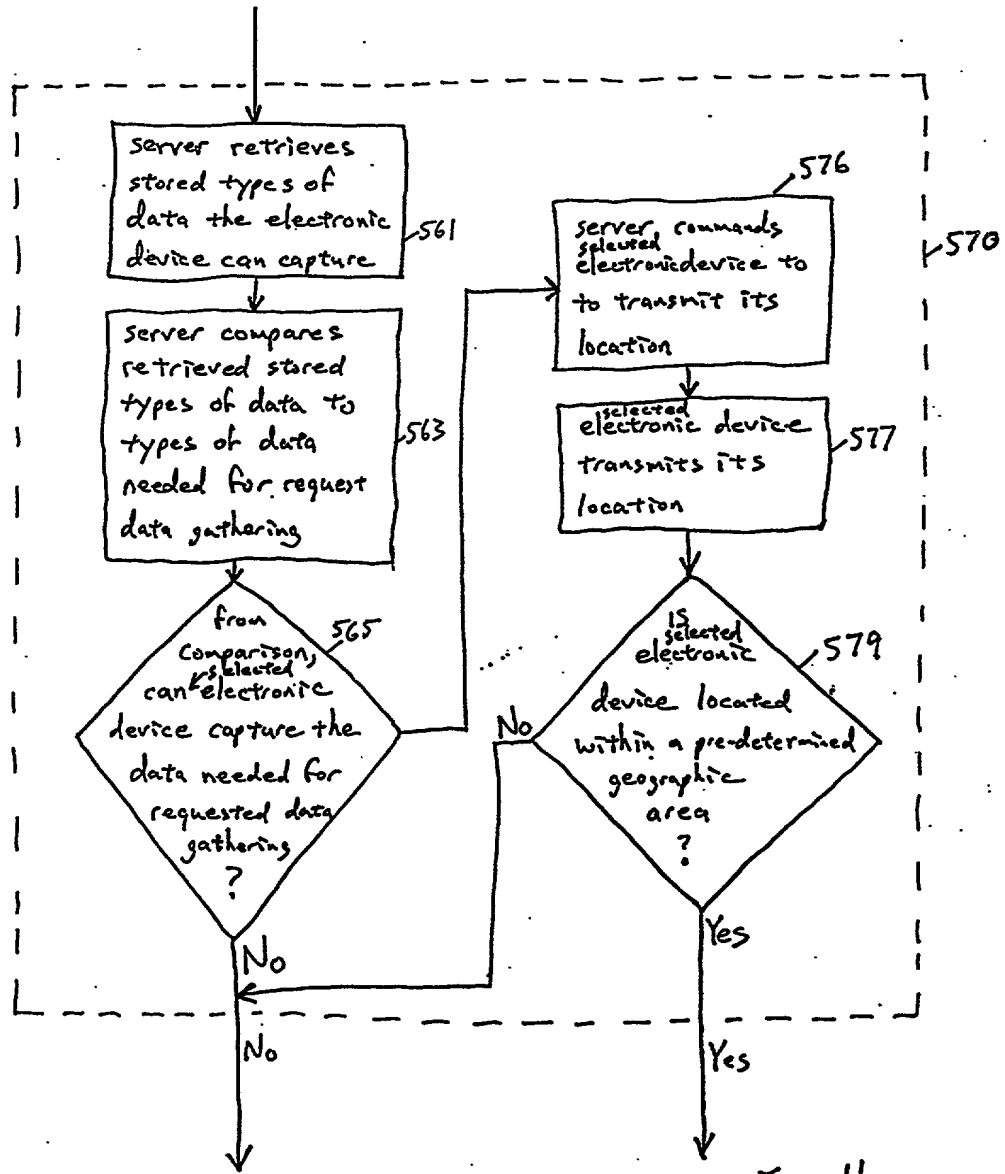 server retrieves
stored types of
data the electronic
device can capture
561
server compares
retrieved stored
types of data to
types of data
needed for request
data gathering
563
from
comparison,
selected
can electronic
device capture the
data needed for
requested data
gathering
?
565
No
No
576
server commands
selected
electronic device to
to transmit its
location
570
selected
electronic device
transmits its
location
577
is
selected
electronic
device located
within a pre-determined
geographic
area
?
579
No
Yes
Yes